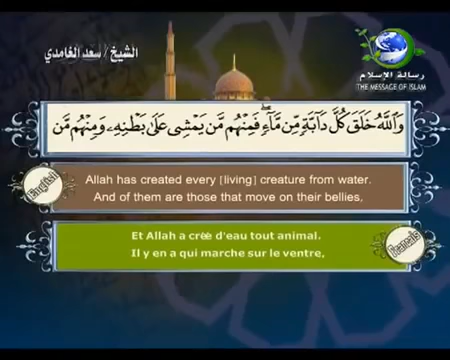 الشيخ / سعد الغامدي
رسالة الإسلام
THE MESSAGE OF ISLAM
وَٱللَّهُ خَلَقَ كُلَّ دَآبَّةٍ مِّن مَّآءٍ ۖ فَمِنْهُم مَّن يَمْشِى عَلَىٰ بَطْنِهِۦ وَمِنْهُم مَّن
English
Allah has created every [living] creature from water.
And of them are those that move on their bellies,
Et Allah a crèe d'eau tout animal.
Il y en a qui marche sur le ventre,
Français